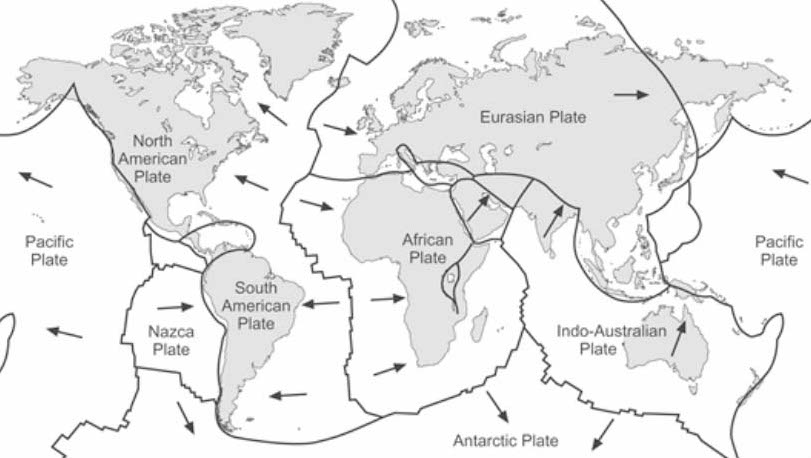 Eurasian Plate
North
American
Plate
Pacific
Plate
African
Plate
Pacific
Plate
South
American
Plate
Nazca
Plate
Indo-Australian
Plate
Antarctic Plate